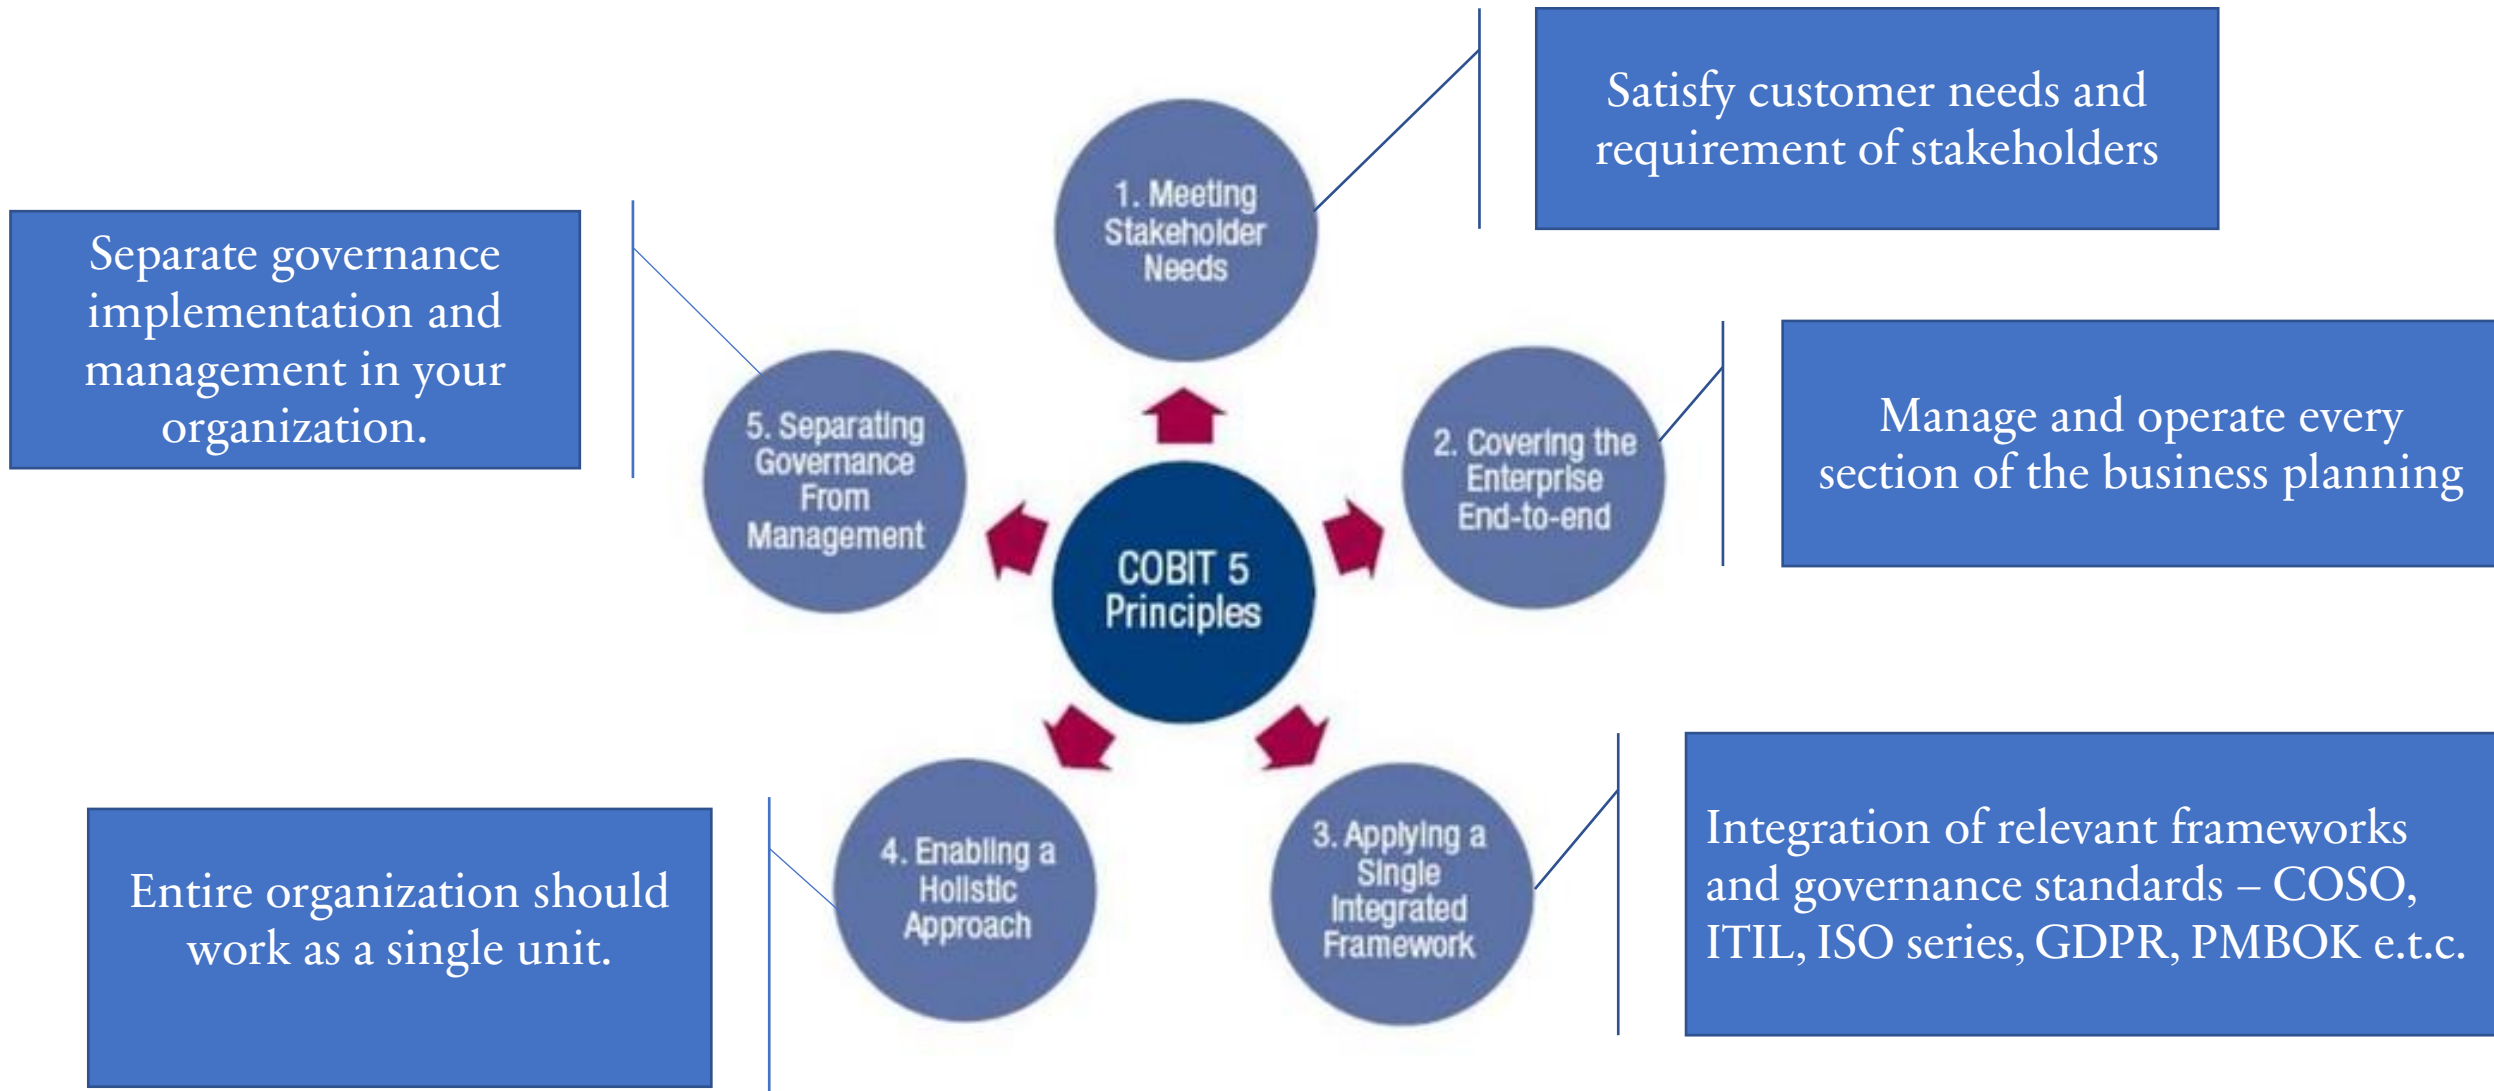 Satisfy customer needs and
requirement of stakeholders
1. Meeting
Stakeholder
Needs
Separate governance
implementation and
management in your
organization.
5. Separating
Governance
From
Management
2. Covering the
Enterprise
End-to-end
Manage and operate every
section of the business planning
COBIT 5
Principles
Entire organization should
work as a single unit.
4. Enabling a
Holistic
Approach
3. Applying a
Single
Integrated
Framework
Integration of relevant frameworks
and governance standards – COSO,
ITIL, ISO series, GDPR, PMBOK e.t.c.